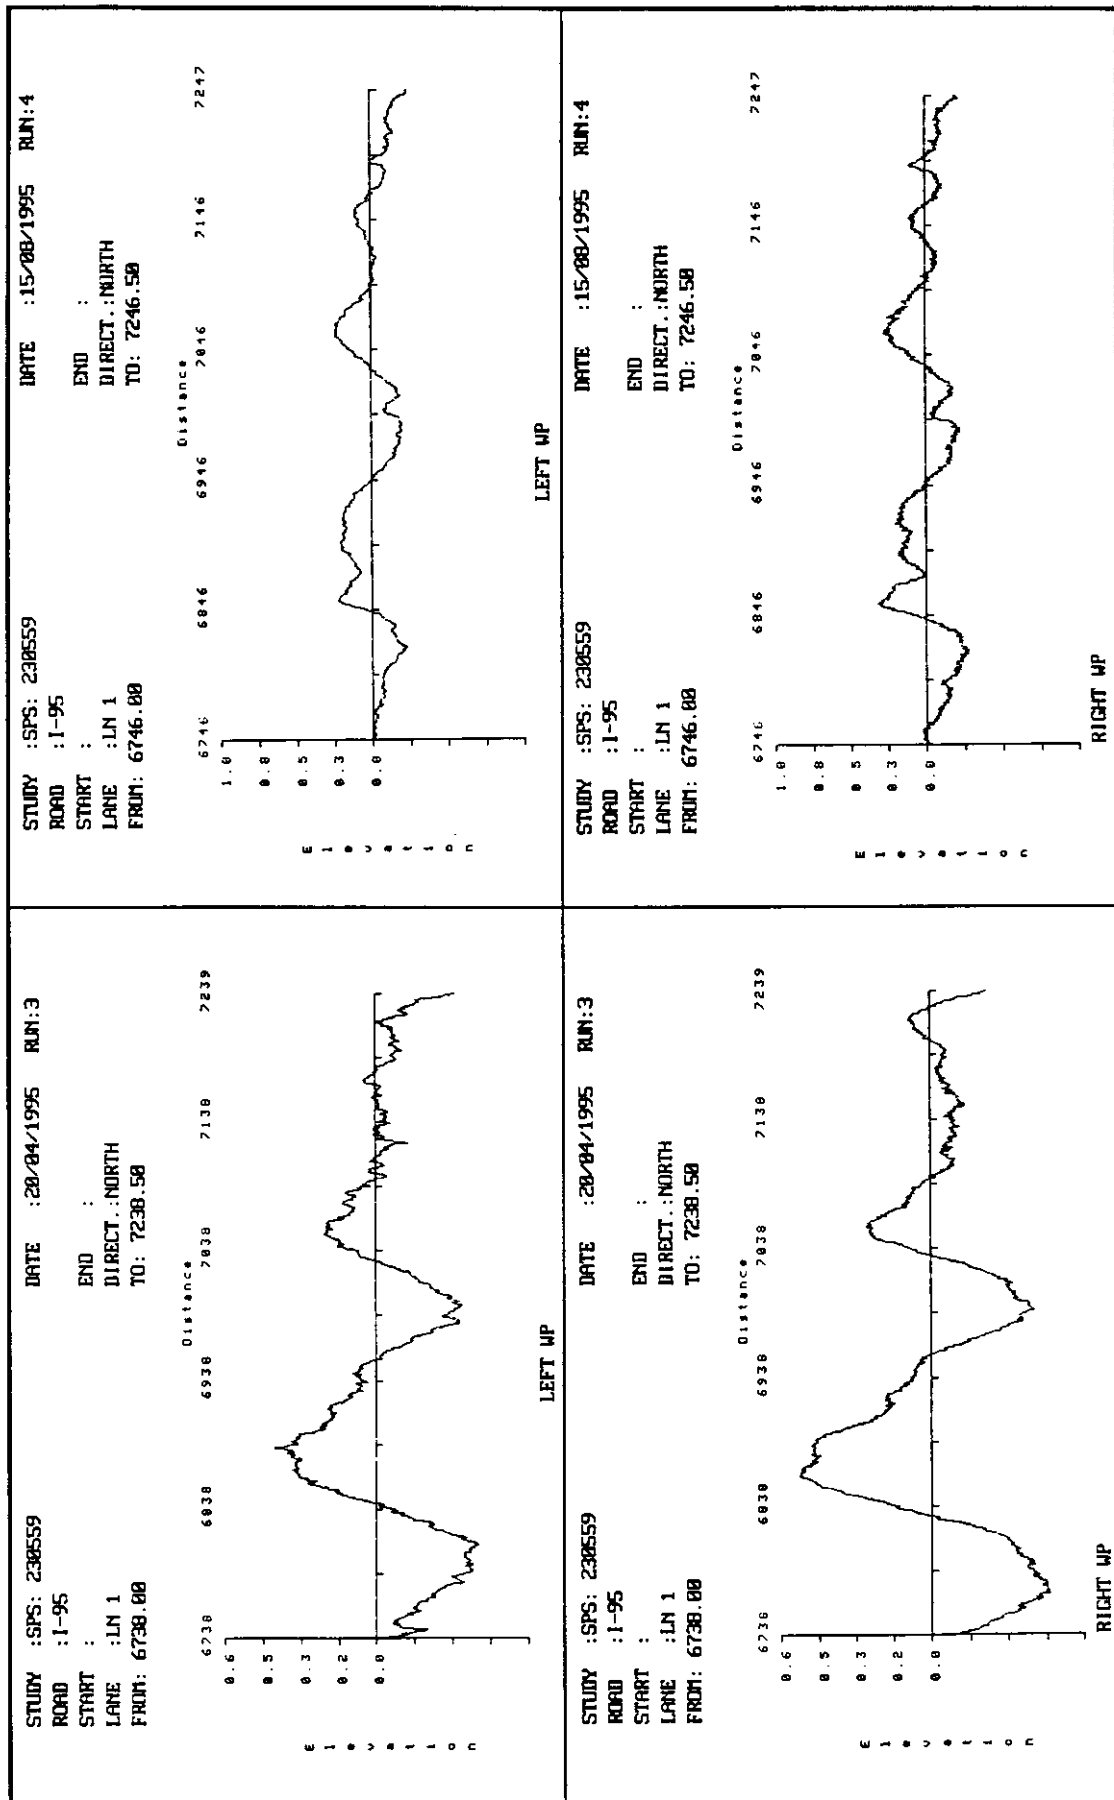 STUDY :SPS: 230559 DATE :20/04/1995 RUN:3
ROAD :I-95
START : END :
LANE :LN 1 DIRECT.:NORTH
FROM: 6738.00 TO: 7238.50
Distance
6738 6838 6938 7038 7138 7239
0.6
0.5
0.3
0.2
0.0
Elevation
LEFT WP
STUDY :SPS: 230559 DATE :15/08/1995 RUN:4
ROAD :I-95
START : END :
LANE :LN 1 DIRECT.:NORTH
FROM: 6746.00 TO: 7246.50
Distance
6746 6846 6946 7046 7146 7247
1.0
0.8
0.5
0.3
0.0
Elevation
LEFT WP
STUDY :SPS: 230559 DATE :20/04/1995 RUN:3
ROAD :I-95
START : END :
LANE :LN 1 DIRECT.:NORTH
FROM: 6738.00 TO: 7238.50
Distance
6738 6838 6938 7038 7138 7239
0.6
0.5
0.3
0.2
0.0
Elevation
RIGHT WP
STUDY :SPS: 230559 DATE :15/08/1995 RUN:4
ROAD :I-95
START : END :
LANE :LN 1 DIRECT.:NORTH
FROM: 6746.00 TO: 7246.50
Distance
6746 6846 6946 7046 7146 7247
1.0
0.8
0.5
0.3
0.0
Elevation
RIGHT WP